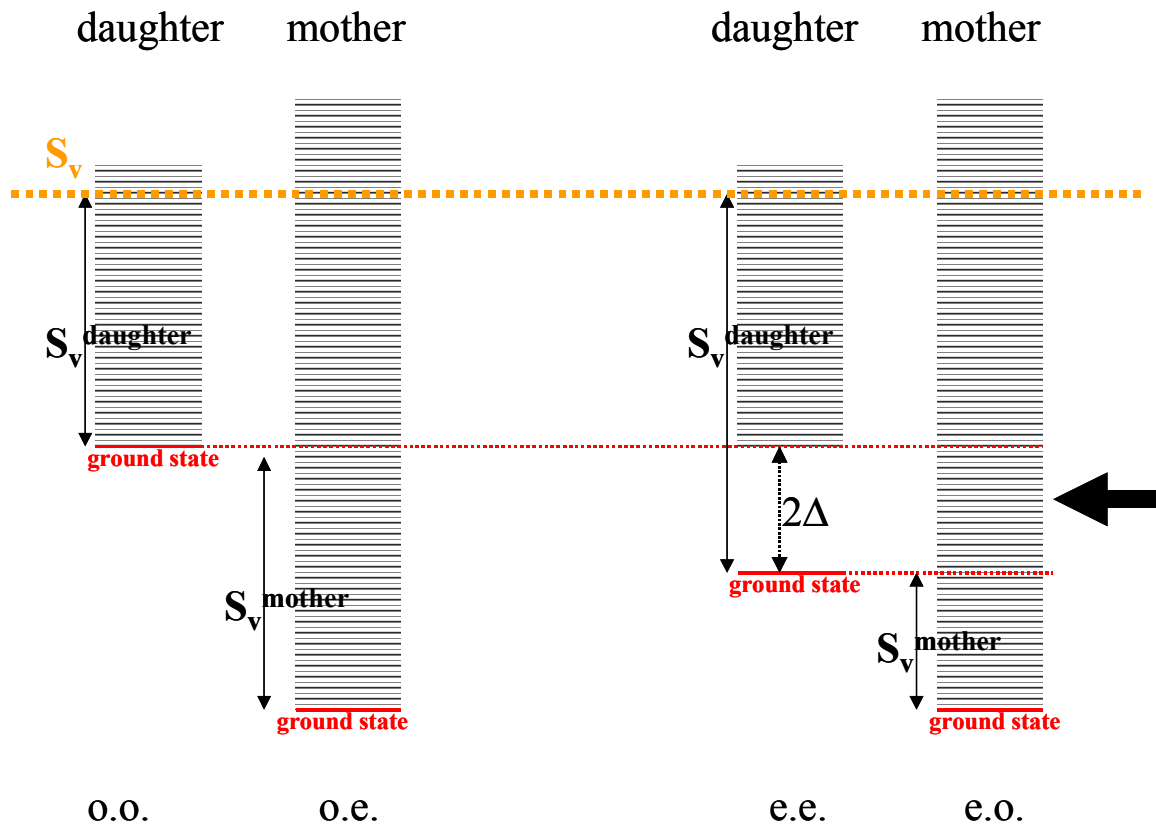 daughter mother daughter mother
Sv
Sv daughter Sv daughter
ground state
2Δ
ground state
Sv mother
Sv mother
ground state ground state
o.o. o.e. e.e. e.o.